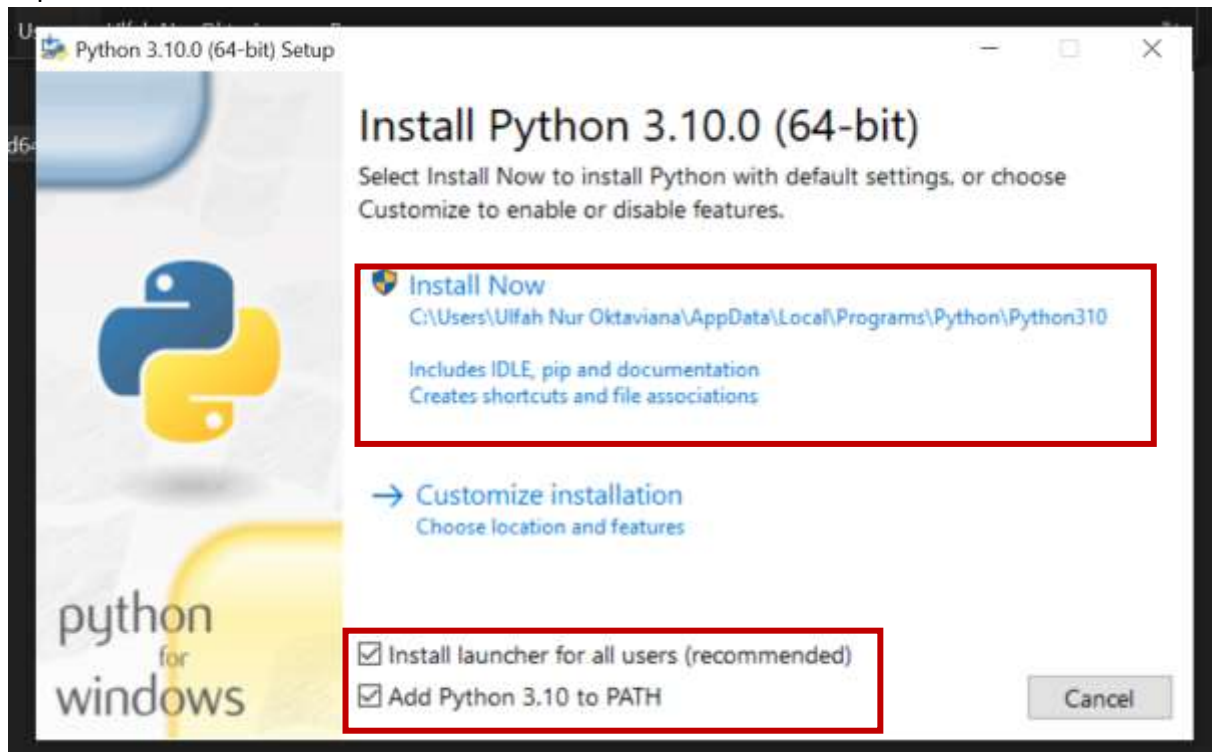 Python 3.10.0 (64-bit) Setup
Install Python 3.10.0 (64-bit)
Select Install Now to install Python with default settings, or choose
Customize to enable or disable features.
Install Now
C:\Users\Ulfah Nur Oktaviana\AppData\Local\Programs\Python\Python310
Includes IDLE, pip and documentation
Creates shortcuts and file associations
Customize installation
Choose location and features
python
for
windows
Install launcher for all users (recommended)
Add Python 3.10 to PATH
Cancel